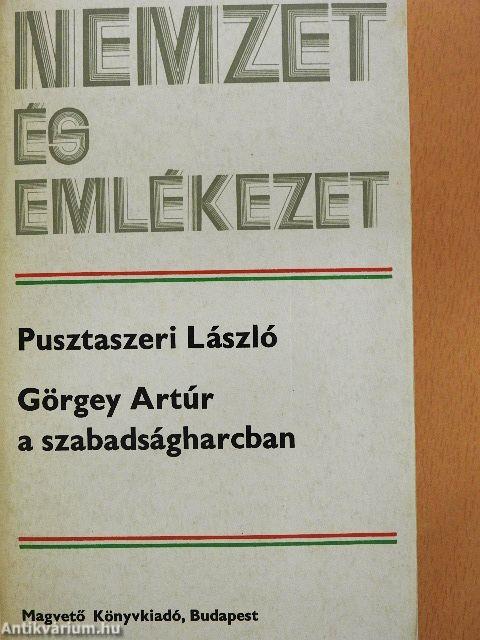 NEMZET
ÉS
EMLÉKEZET
Pusztaszeri László
Görgey Artúr
a szabadságharcban
Magvető Könyvkiadó, Budapest
Antikvarium.hu